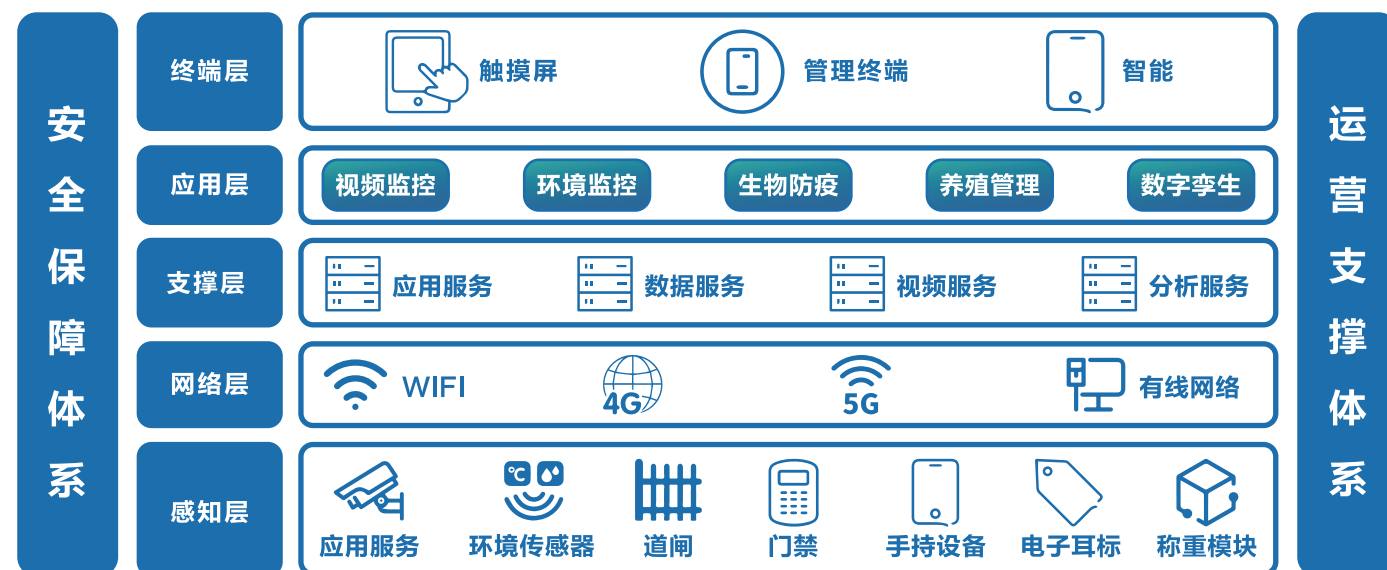 安全保障体系
终端层
触摸屏
管理终端
智能
应用层
视频监控
环境监控
生物防疫
养殖管理
数字孪生
支撑层
应用服务
数据服务
视频服务
分析服务
网络层
WIFI
4G
5G
有线网络
感知层
℃
应用服务
环境传感器
道闸
门禁
手持设备
电子耳标
称重模块
运营支撑体系